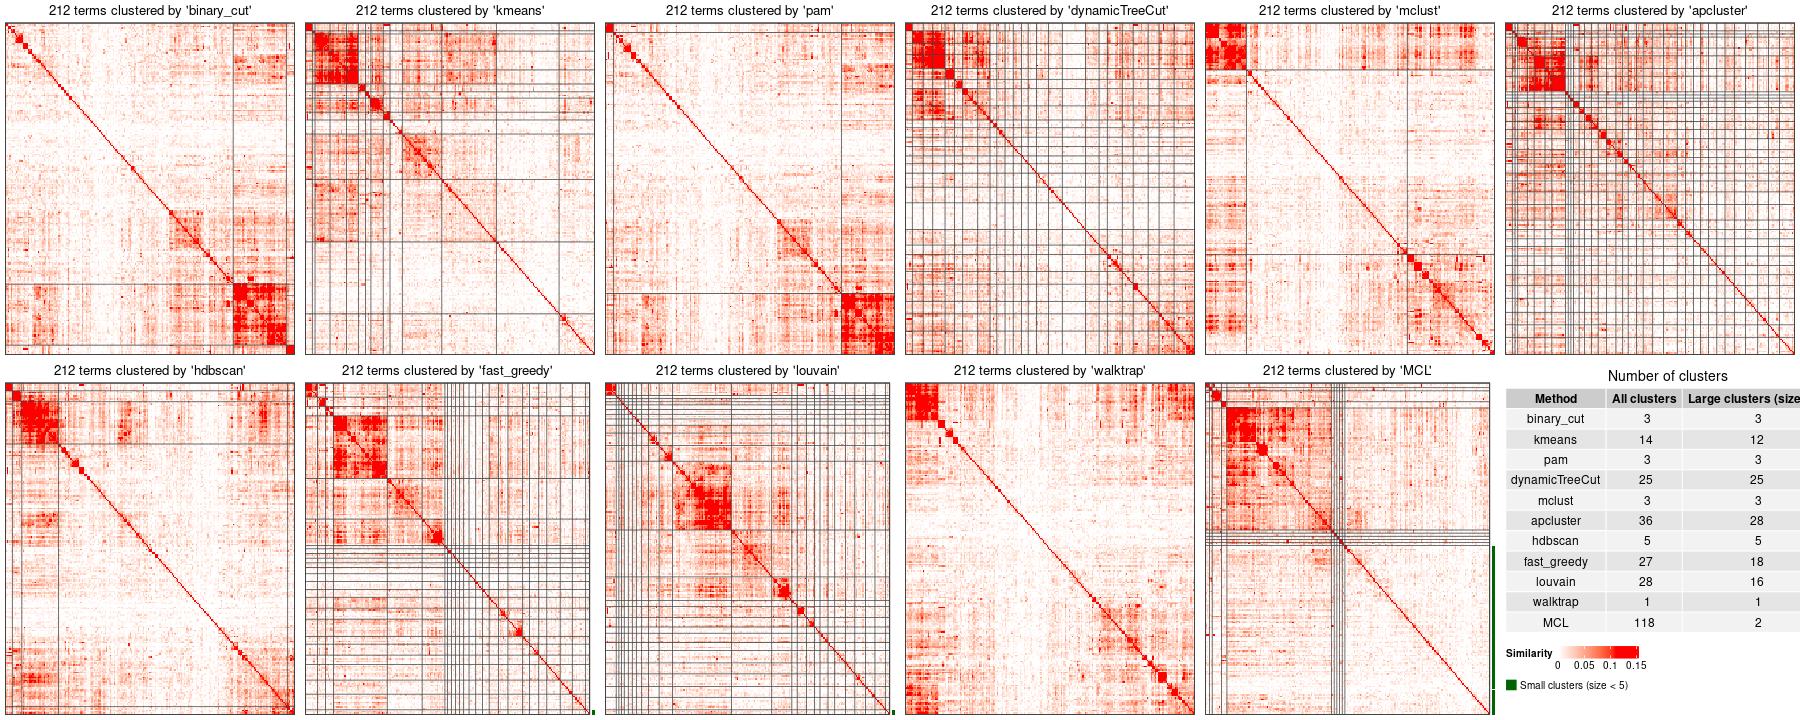 212 terms clustered by 'binary_cut'
212 terms clustered by 'kmeans'
212 terms clustered by 'pam'
212 terms clustered by 'dynamicTreeCut'
212 terms clustered by 'mclust'
212 terms clustered by 'apcluster'
212 terms clustered by 'hdbscan'
212 terms clustered by 'fast_greedy'
212 terms clustered by 'louvain'
212 terms clustered by 'walktrap'
212 terms clustered by 'MCL'
Number of clusters
Method All clusters Large clusters (size
binary_cut 3 3
kmeans 14 12
pam 3 3
dynamicTreeCut 25 25
mclust 3 3
apcluster 36 28
hdbscan 5 5
fast_greedy 27 18
louvain 28 16
walktrap 1 1
MCL 118 2
Similarity
0 0.05 0.1 0.15
Small clusters (size < 5)